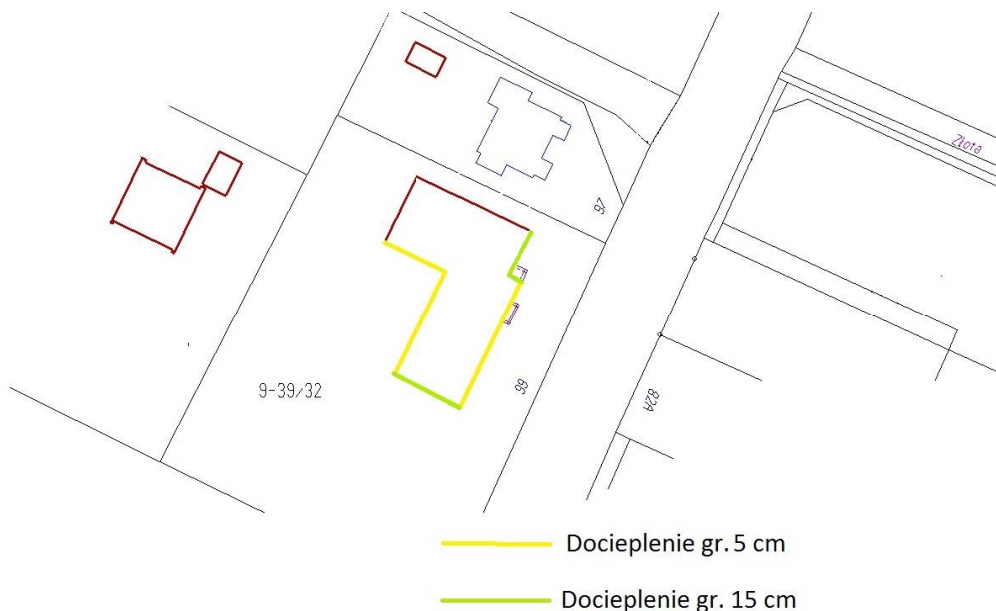 Złota
97
9-39/32
99
82A
Docieplenie gr. 5 cm
Docieplenie gr. 15 cm